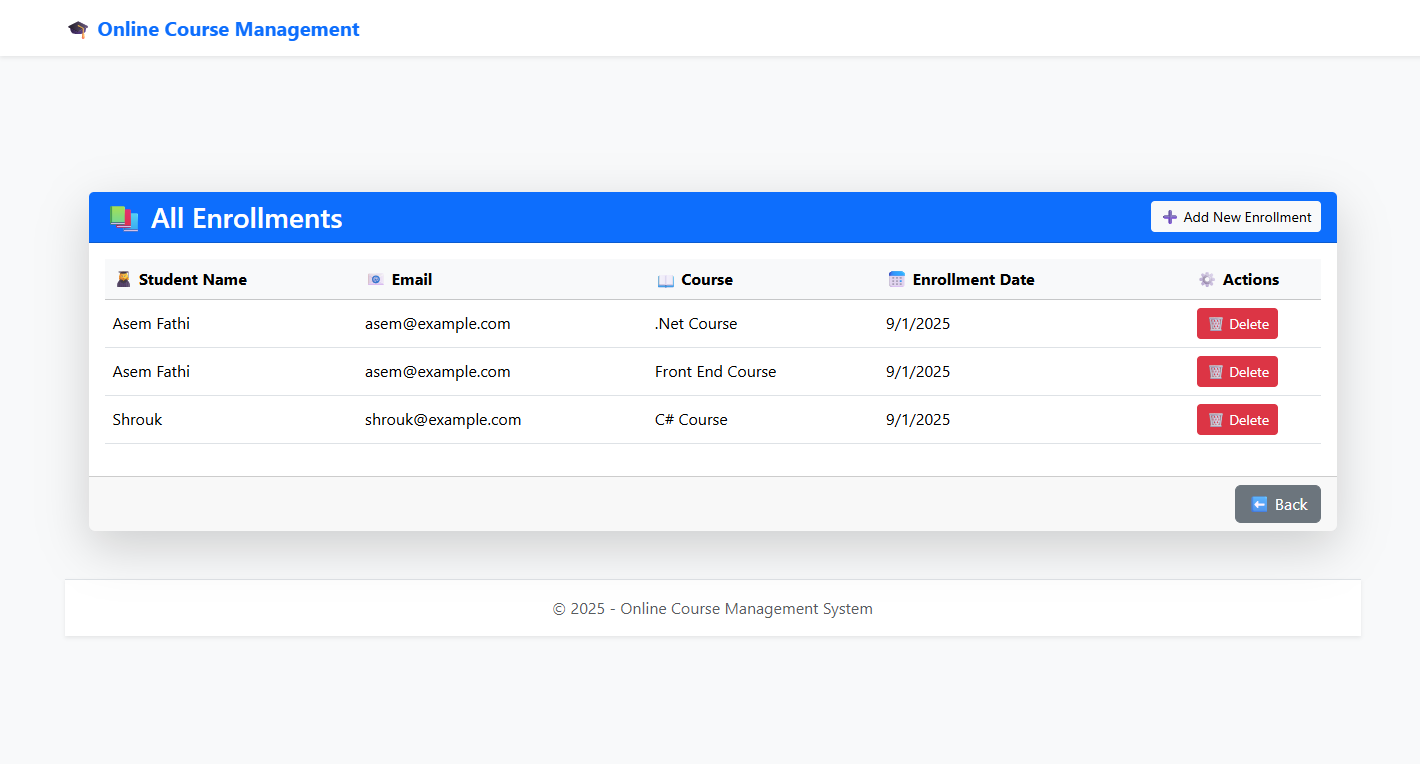 Online Course Management
All Enrollments
Add New Enrollment
Student Name Email Course Enrollment Date Actions
Asem Fathi asem@example.com .Net Course 9/1/2025 Delete
Asem Fathi asem@example.com Front End Course 9/1/2025 Delete
Shrouk shrouk@example.com C# Course 9/1/2025 Delete
Back
© 2025 - Online Course Management System